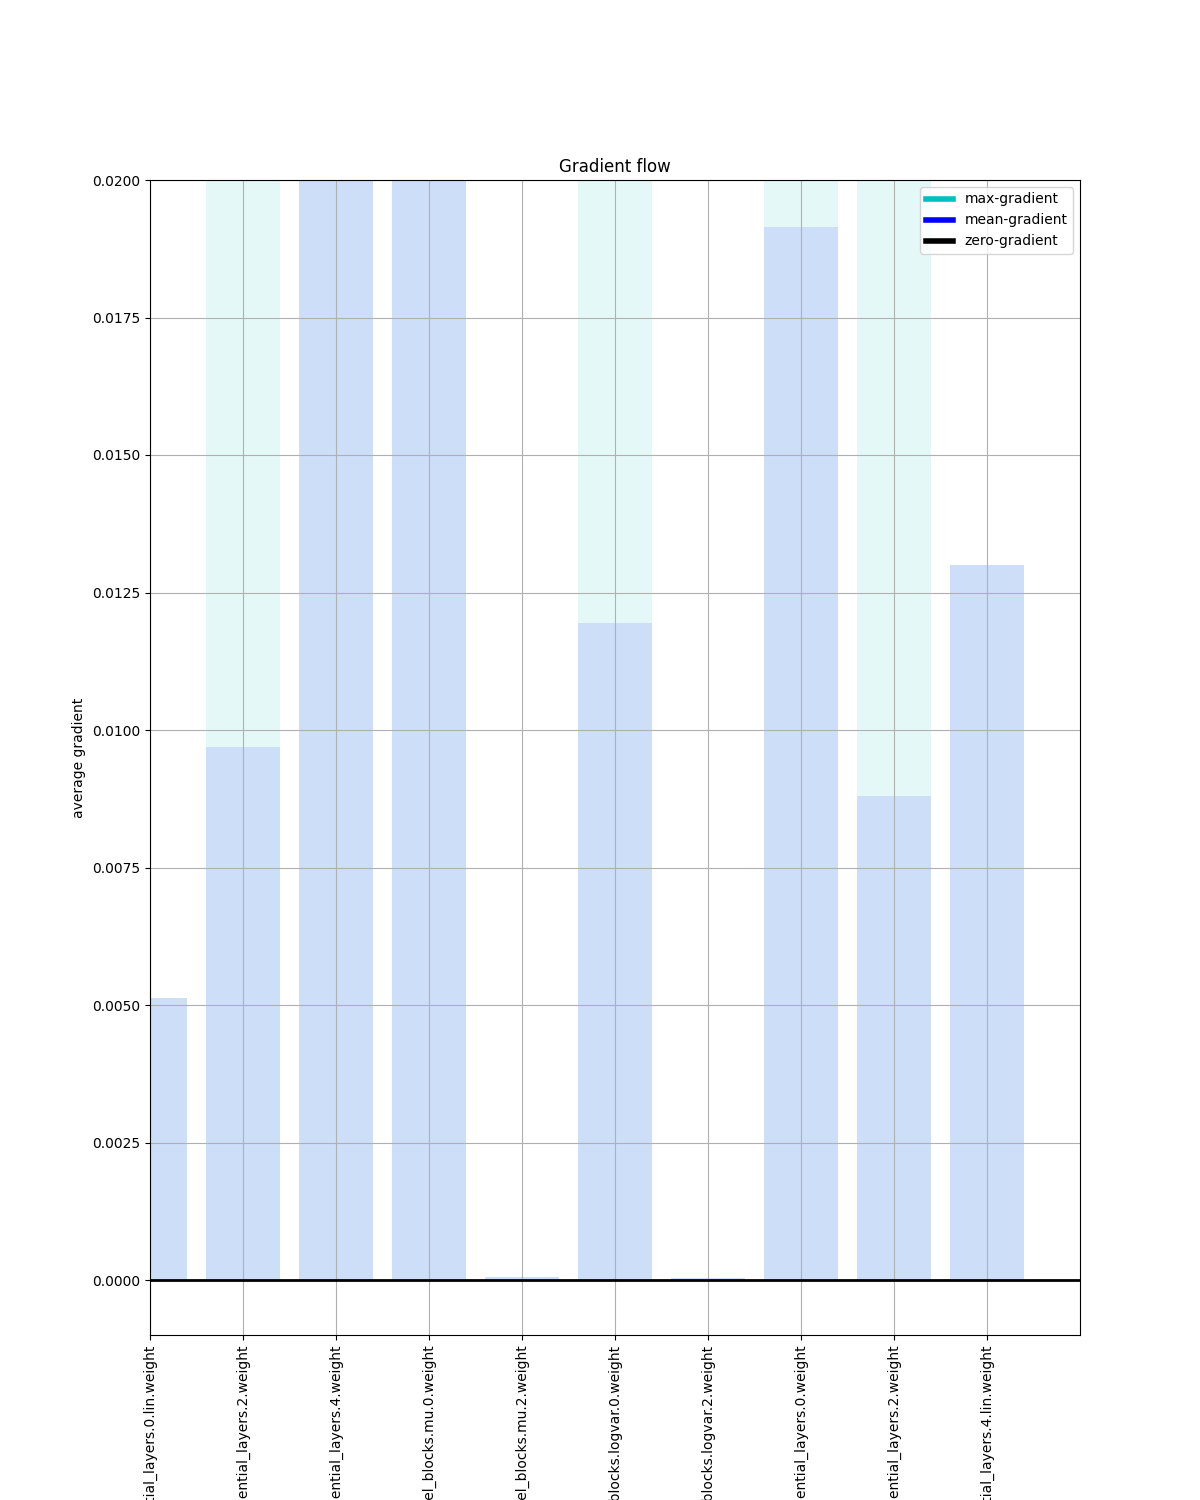 Gradient flow
max-gradient
mean-gradient
zero-gradient
0.0200
0.0175
0.0150
0.0125
0.0100
0.0075
0.0050
0.0025
0.0000
average gradient
tial_layers.0.lin.weight
ential_layers.2.weight
ential_layers.4.weight
el_blocks.mu.0.weight
el_blocks.mu.2.weight
blocks.logvar.0.weight
blocks.logvar.2.weight
ential_layers.0.weight
ential_layers.2.weight
tial_layers.4.lin.weight